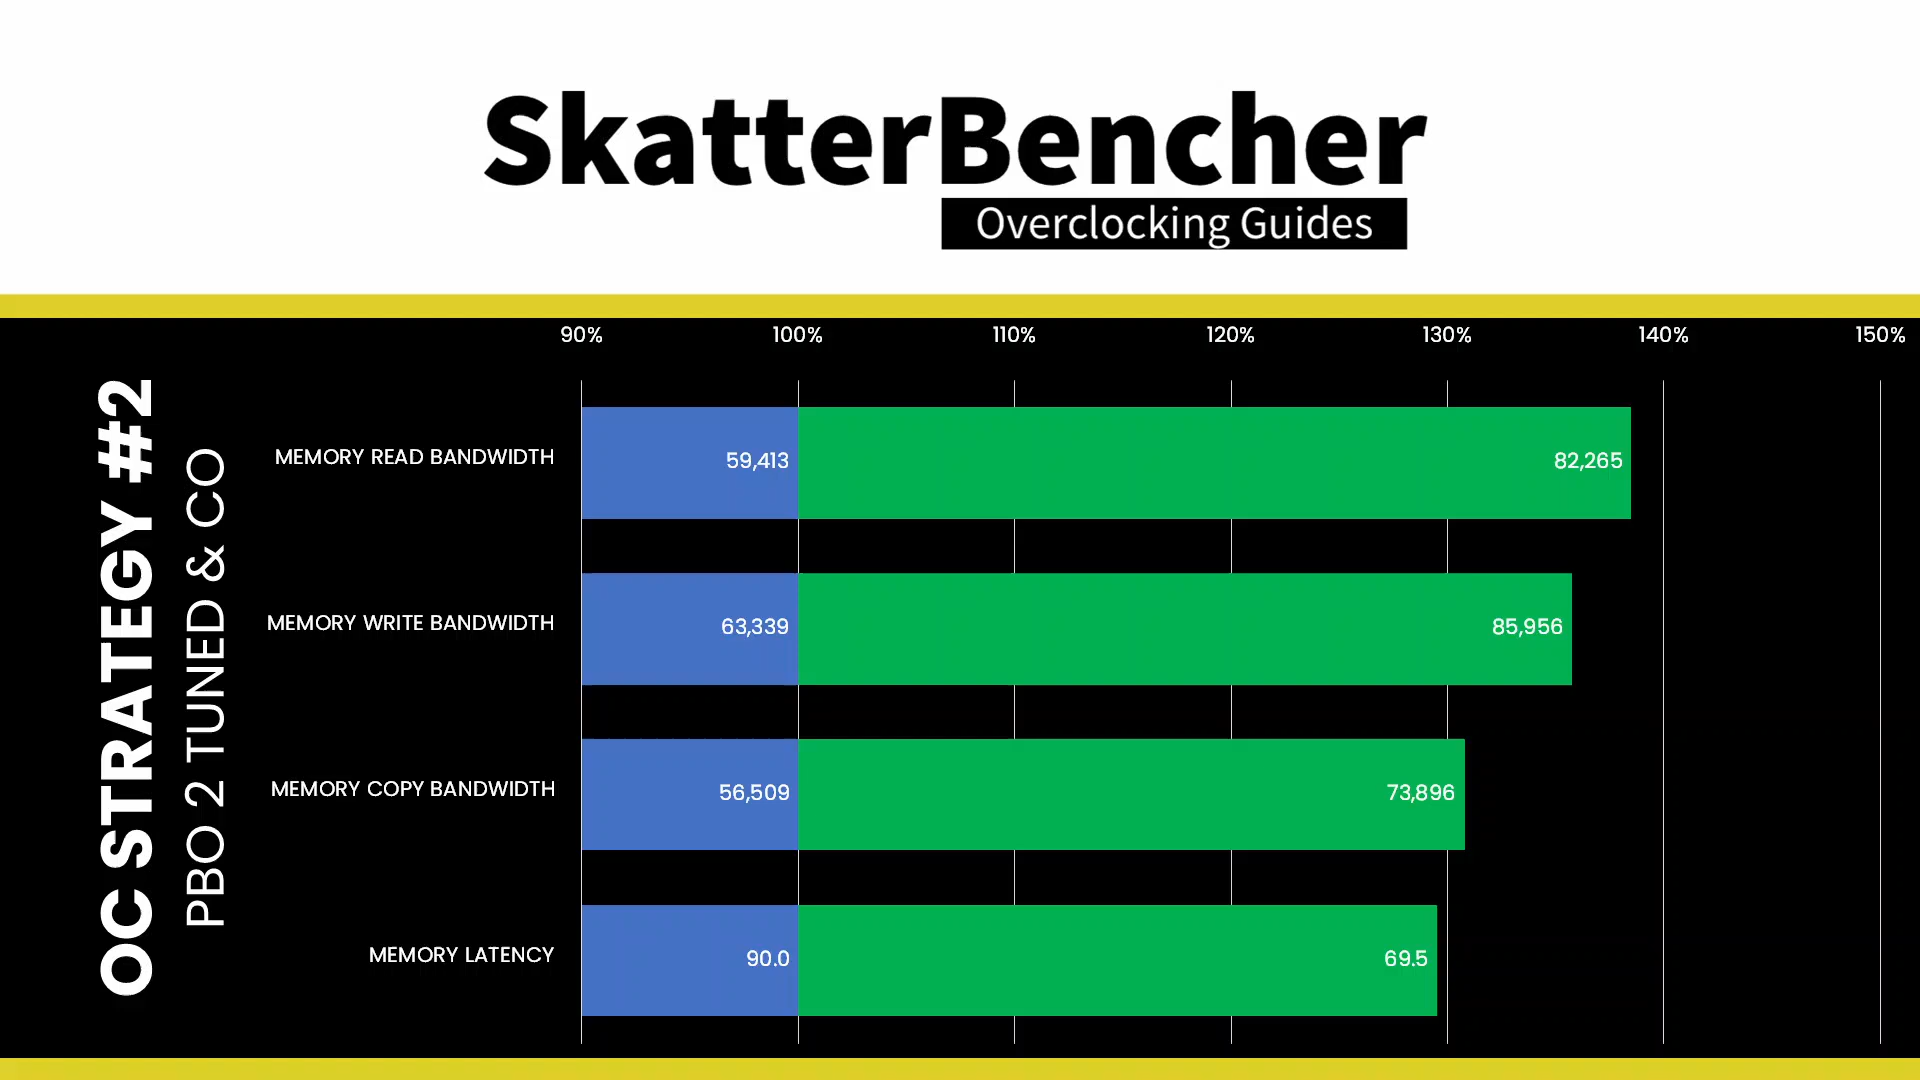 SkatterBencher
Overclocking Guides
90% 100% 110% 120% 130% 140% 150%
OC STRATEGY #2
PBO 2 TUNED & CO
MEMORY READ BANDWIDTH 59,413 82,265
MEMORY WRITE BANDWIDTH 63,339 85,956
MEMORY COPY BANDWIDTH 56,509 73,896
MEMORY LATENCY 90.0 69.5